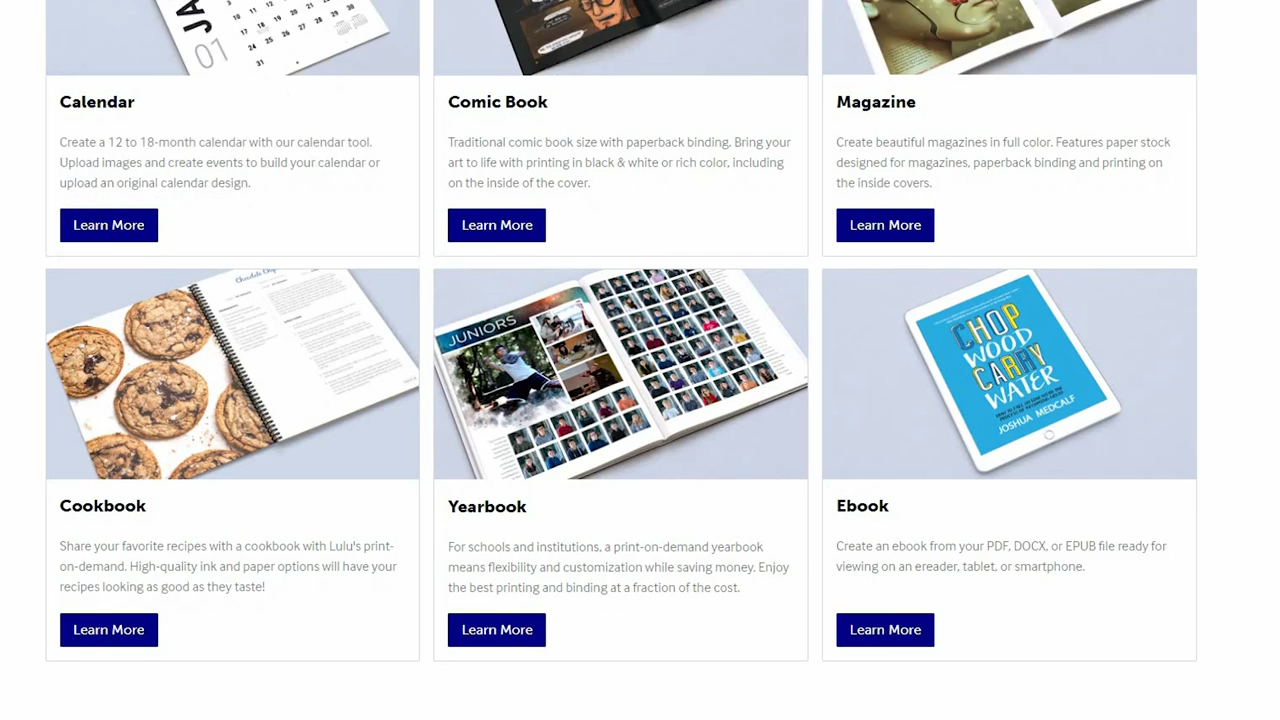 JA
01
10
11
12
31
Calendar
Create a 12 to 18-month calendar with our calendar tool.
Upload images and create events to build your calendar or
upload an original calendar design.
Learn More
Comic Book
Traditional comic book size with paperback binding. Bring your
art to life with printing in black & white or rich color, including
on the inside of the cover.
Learn More
Magazine
Create beautiful magazines in full color. Features paper stock
designed for magazines, paperback binding and printing on
the inside covers.
Learn More
JUNIORS
CHOP
WOOD
CARRY
WATER
JOSHUA MEDCALF
Cookbook
Share your favorite recipes with a cookbook with Lulu's print-
on-demand. High-quality ink and paper options will have your
recipes looking as good as they taste!
Learn More
Yearbook
For schools and institutions, a print-on-demand yearbook
means flexibility and customization while saving money. Enjoy
the best printing and binding at a fraction of the cost.
Learn More
Ebook
Create an ebook from your PDF, DOCX, or EPUB file ready for
viewing on an ereader, tablet, or smartphone.
Learn More